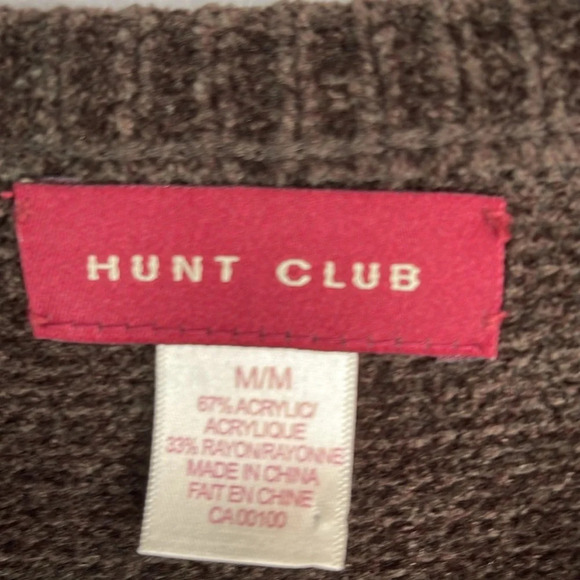 HUNT CLUB
M/M
67% ACRYLIC/
ACRYLIQUE
33% RAYON/RAYONNE
MADE IN CHINA
FAIT EN CHINE
CA 00100